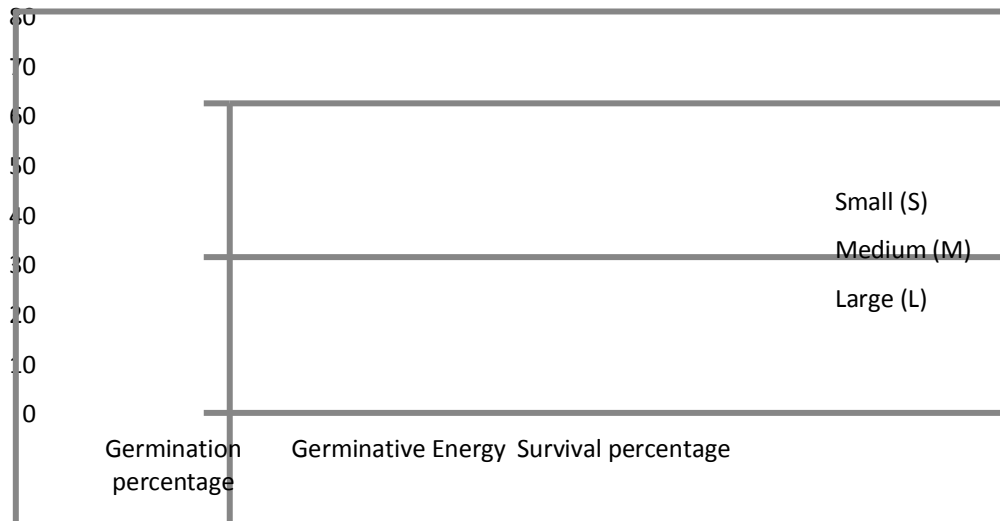 80
70
60
50
40
30
20
10
0
Small (S)
Medium (M)
Large (L)
Germination percentage
Germinative Energy
Survival percentage